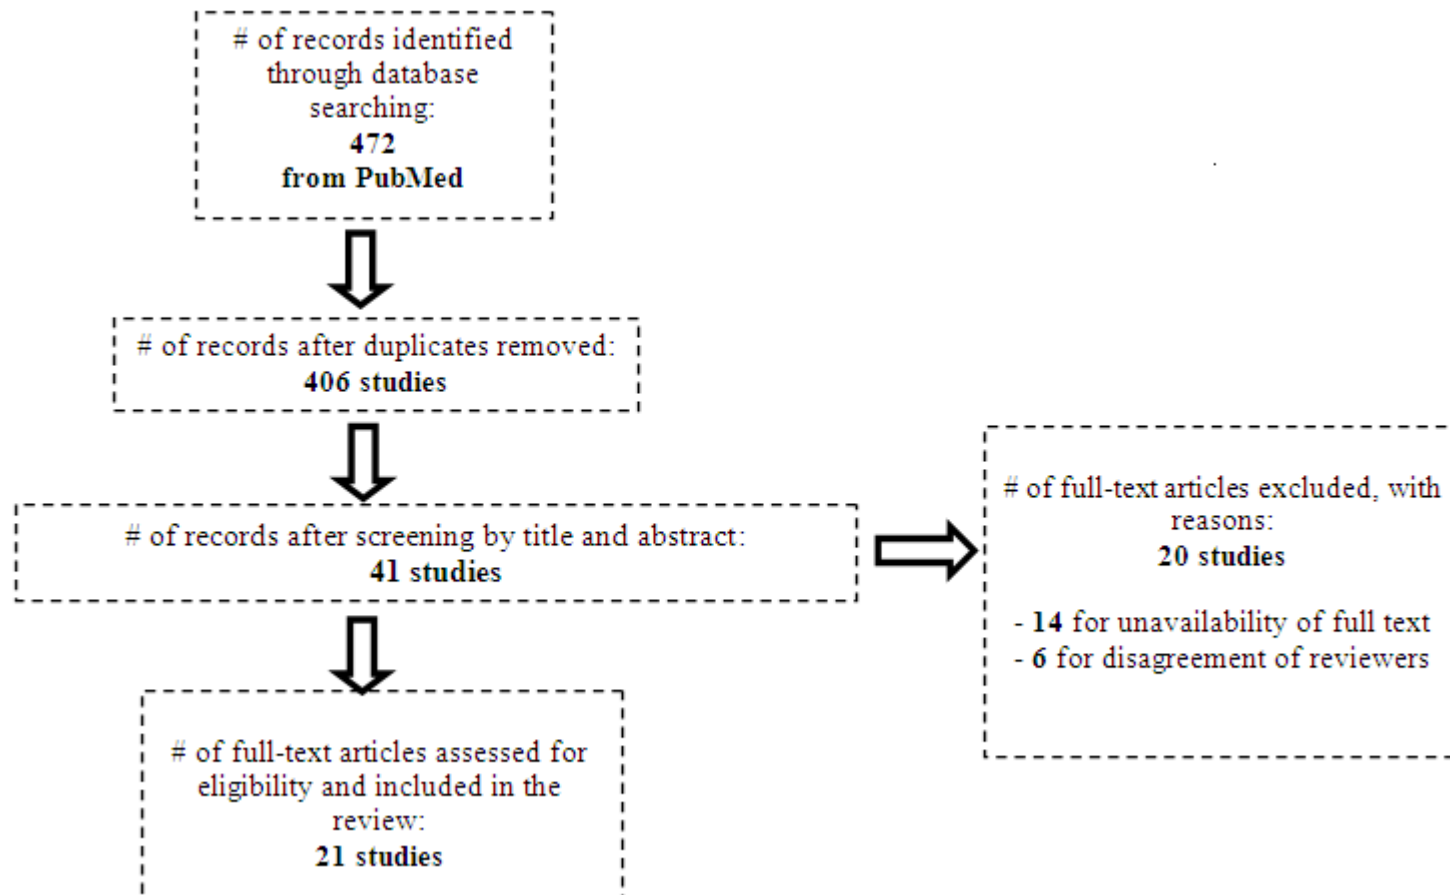 # of records identified
through database
searching:
472
from PubMed
# of records after duplicates removed:
406 studies
# of records after screening by title and abstract:
41 studies
# of full-text articles excluded, with
reasons:
20 studies
- 14 for unavailability of full text
- 6 for disagreement of reviewers
# of full-text articles assessed for
eligibility and included in the
review:
21 studies